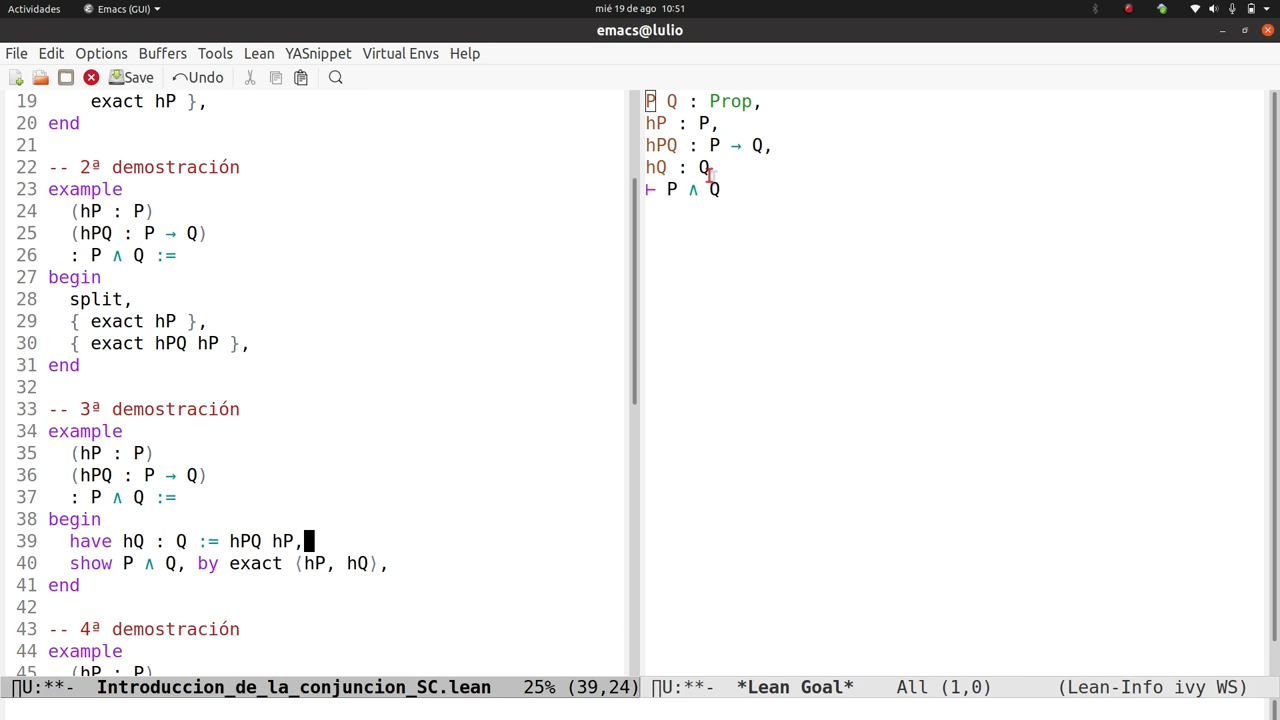 Actividades Emacs (GUI) mié 19 de ago 10:51
emacs@lulio
File Edit Options Buffers Tools Lean YASnippet Virtual Envs Help
Save Undo
19 exact hP },
20 end
21
22 -- 2ª demostración
23 example
24 (hP : P)
25 (hPQ : P → Q)
26 : P ∧ Q :=
27 begin
28 split,
29 { exact hP },
30 { exact hPQ hP },
31 end
32
33 -- 3ª demostración
34 example
35 (hP : P)
36 (hPQ : P → Q)
37 : P ∧ Q :=
38 begin
39 have hQ : Q := hPQ hP,
40 show P ∧ Q, by exact ⟨hP, hQ⟩,
41 end
42
43 -- 4ª demostración
44 example
45 (hP : P)
∏U:**- Introduccion_de_la_conjuncion_SC.lean 25% (39,24)
P Q : Prop,
hP : P,
hPQ : P → Q,
hQ : Q
⊢ P ∧ Q
∏U:**- *Lean Goal* All (1,0) (Lean-Info ivy WS)